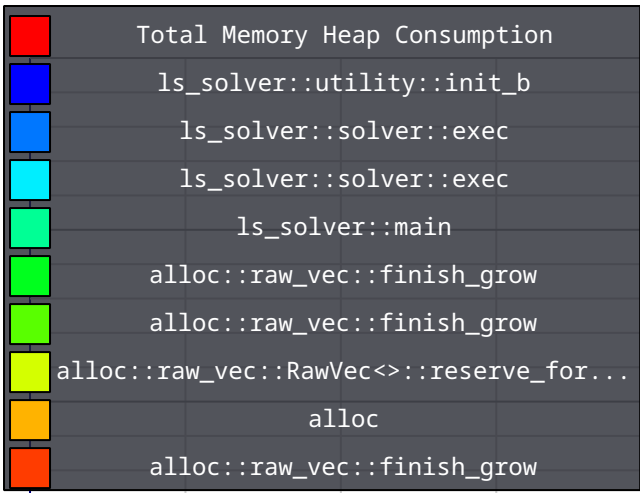 Total Memory Heap Consumption
ls_solver::utility::init_b
ls_solver::solver::exec
ls_solver::solver::exec
ls_solver::main
alloc::raw_vec::finish_grow
alloc::raw_vec::finish_grow
alloc::raw_vec::RawVec<>::reserve_for...
alloc
alloc::raw_vec::finish_grow